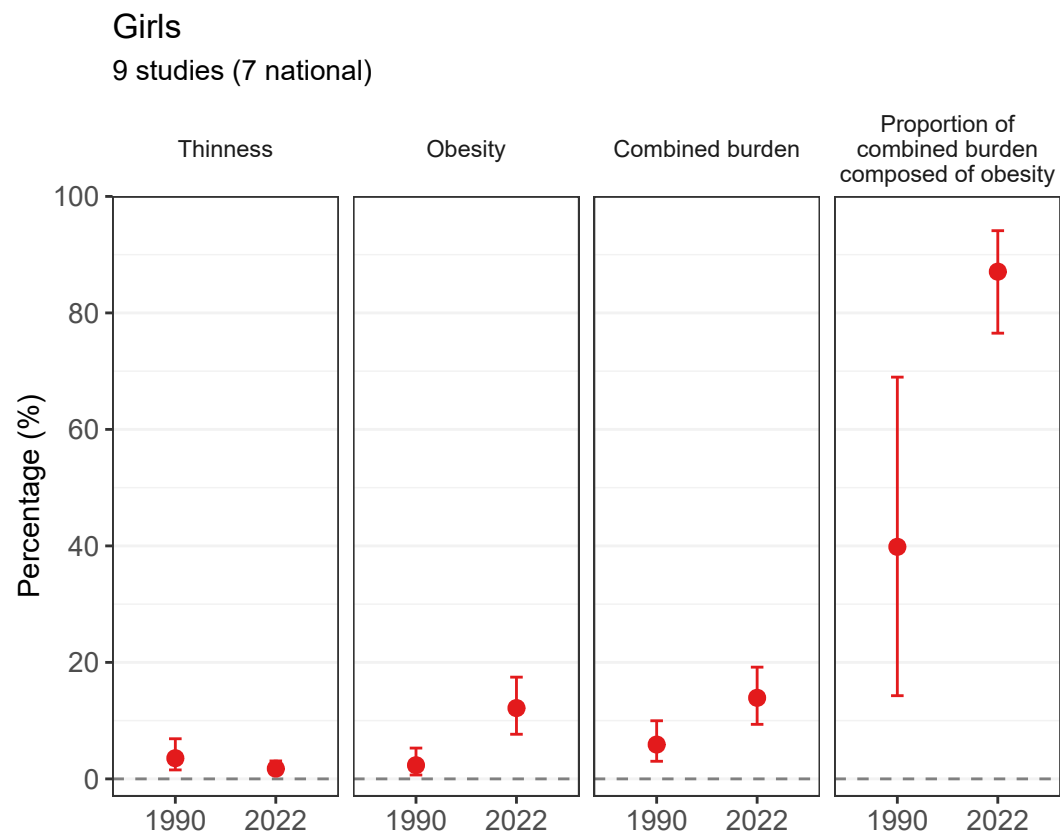 Girls
9 studies (7 national)
Thinness
Obesity
Combined burden
Proportion of
combined burden
composed of obesity
Percentage (%)
100
80
60
40
20
0
1990 2022
1990 2022
1990 2022
1990 2022